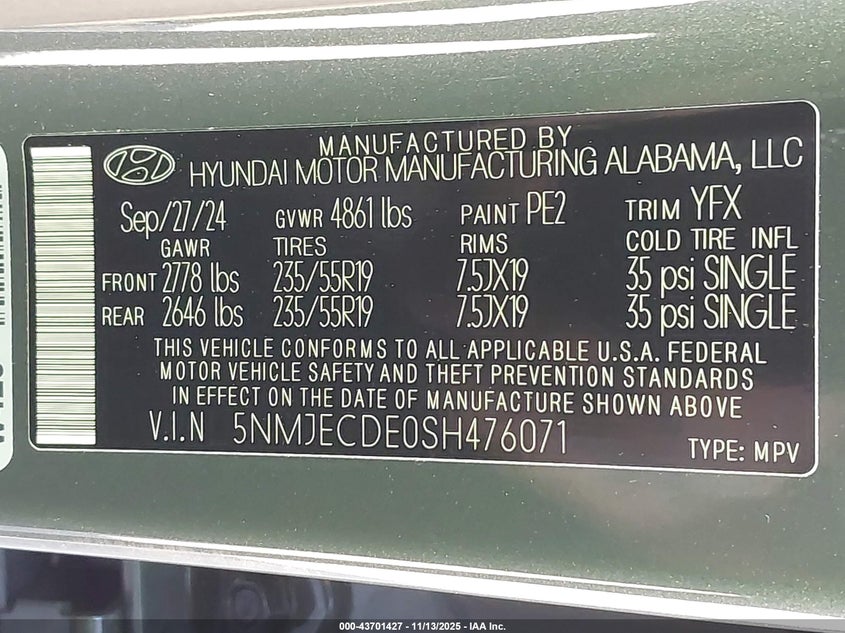 MANUFACTURED BY
HYUNDAI MOTOR MANUFACTURING ALABAMA, LLC
Sep/27/24 GVWR 4861 lbs PAINT PE2 TRIM YFX
GAWR TIRES RIMS COLD TIRE INFL
FRONT 2778 lbs 235/55R19 7.5JX19 35 psi SINGLE
REAR 2646 lbs 235/55R19 7.5JX19 35 psi SINGLE
THIS VEHICLE CONFORMS TO ALL APPLICABLE U.S.A. FEDERAL
MOTOR VEHICLE SAFETY AND THEFT PREVENTION STANDARDS
IN EFFECT ON THE DATE OF MANUFACTURE SHOWN ABOVE
V.I.N 5NMJECDE0SH476071
TYPE: MPV
000-43701427 - 11/13/2025 - IAA Inc.